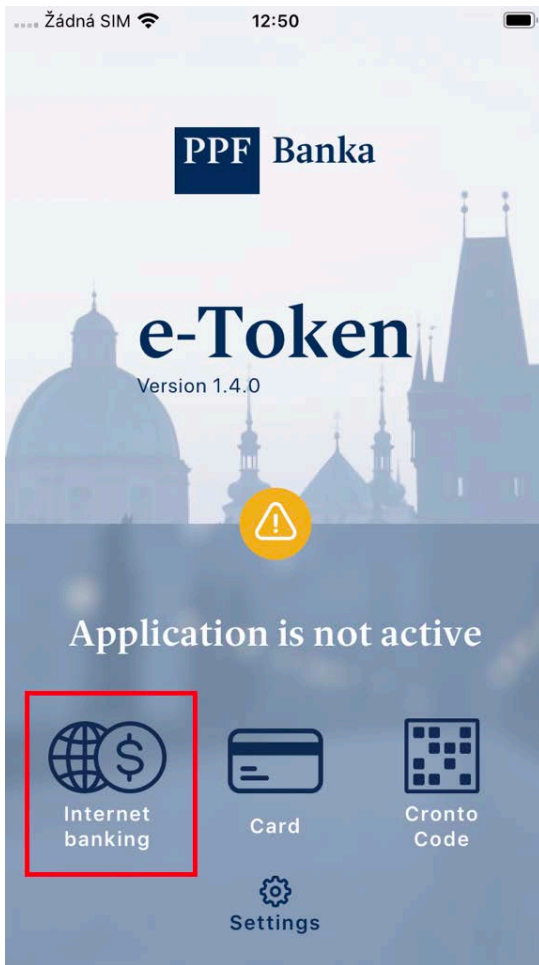 Žádná SIM 12:50
PPF Banka
e-Token
Version 1.4.0
Application is not active
Internet
banking
Card
Cronto
Code
Settings